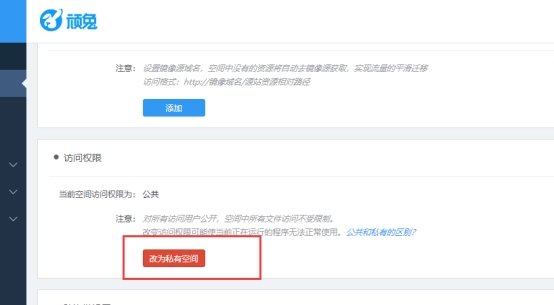 顽兔
注意： 设置镜像源域名，空间中没有的资源将自动去镜像源获取，实现流量的平滑迁移
访问格式：http://镜像域名/源站资源相对路径
添加
访问权限
当前空间访问权限为： 公共
注意： 对所有访问用户公开，空间中所有文件访问不受限制。
改变访问权限可能使当前正在运行的程序无法正常使用。 公共和私有的区别？
改为私有空间